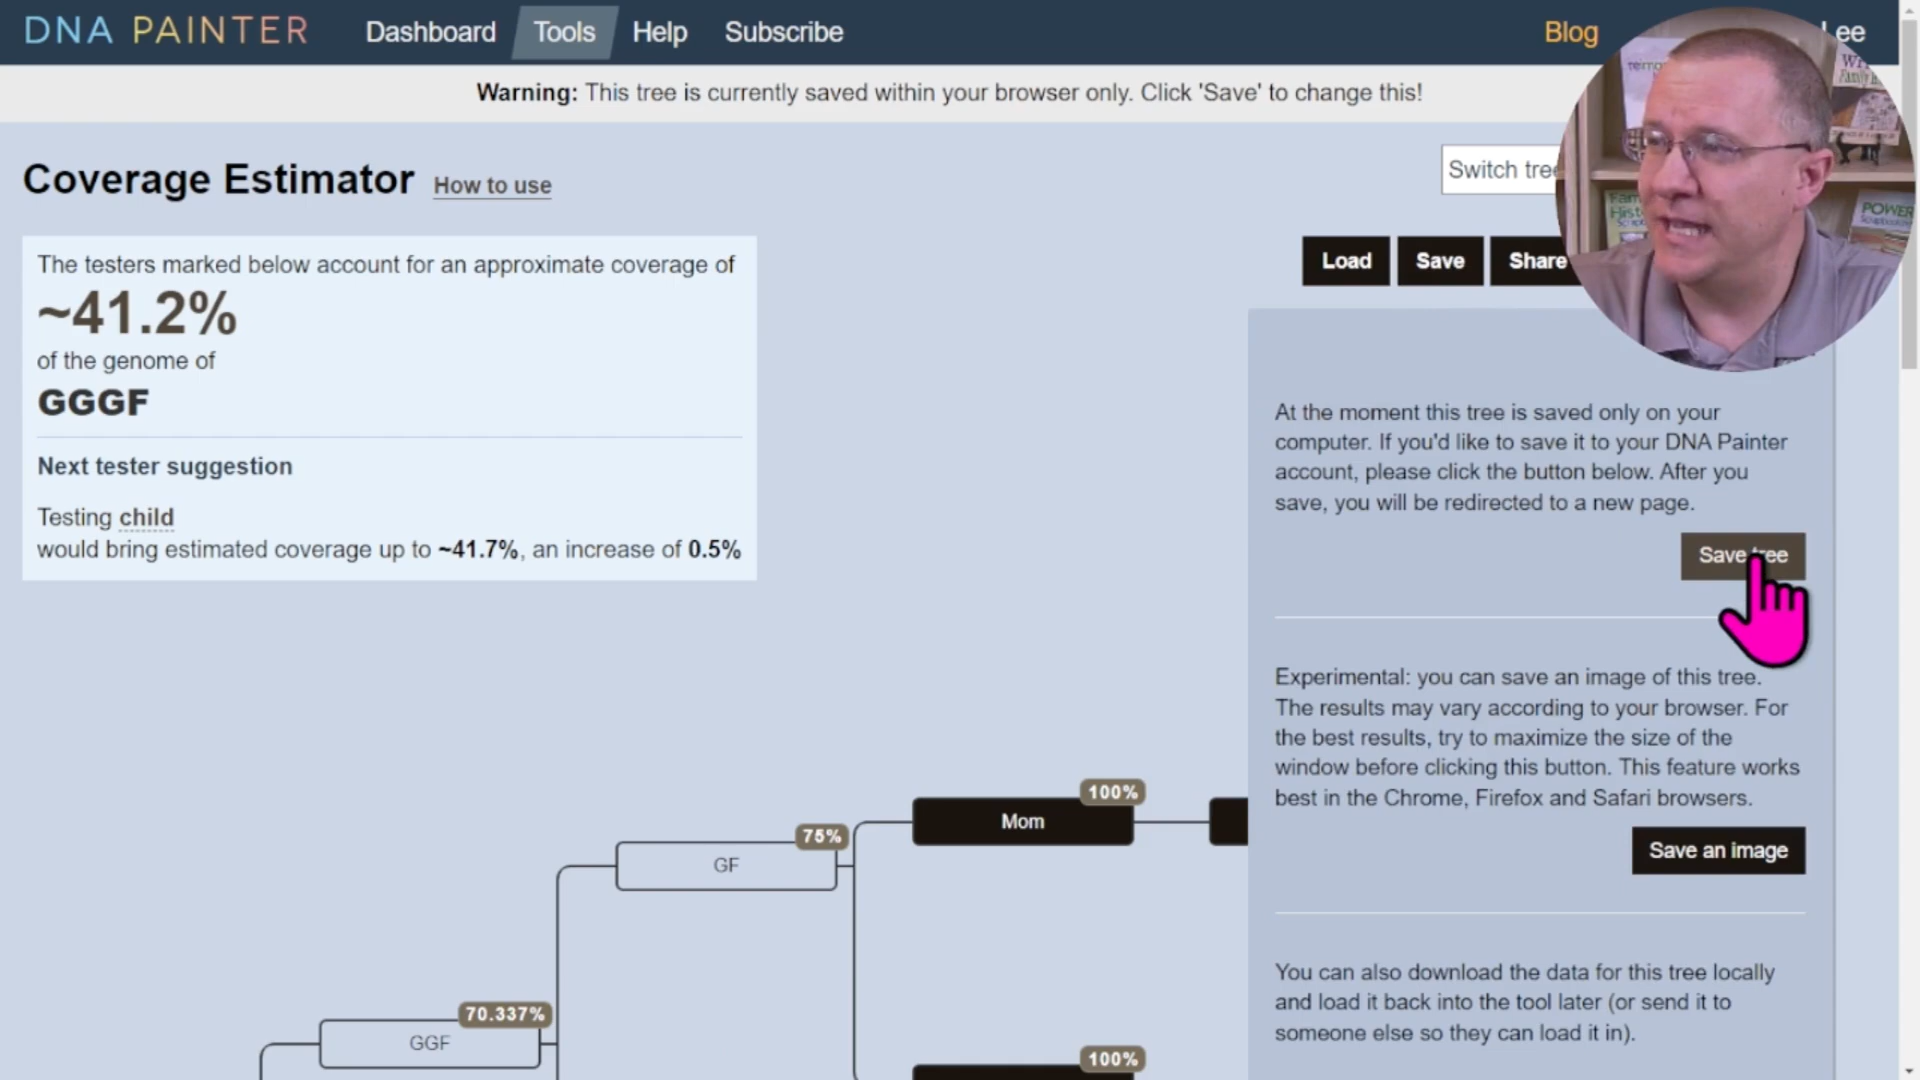 DNA PAINTER
Dashboard
Tools
Help
Subscribe
Blog
Lee
Warning: This tree is currently saved within your browser only. Click 'Save' to change this!
Coverage Estimator
How to use
Switch tree
Load
Save
Share
The testers marked below account for an approximate coverage of
~41.2%
of the genome of
GGGF
Next tester suggestion
Testing child
would bring estimated coverage up to ~41.7%, an increase of 0.5%
At the moment this tree is saved only on your
computer. If you'd like to save it to your DNA Painter
account, please click the button below. After you
save, you will be redirected to a new page.
Save tree
Experimental: you can save an image of this tree.
The results may vary according to your browser. For
the best results, try to maximize the size of the
window before clicking this button. This feature works
best in the Chrome, Firefox and Safari browsers.
Save an image
You can also download the data for this tree locally
and load it back into the tool later (or send it to
someone else so they can load it in).
100%
Mom
75%
GF
70.337%
GGF
100%
POWER